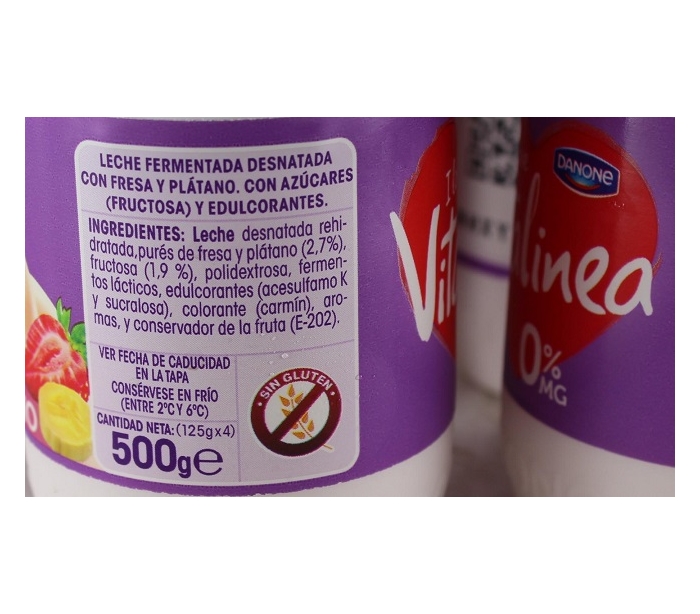 LECHE FERMENTADA DESNATADA
CON FRESA Y PLÁTANO. CON AZÚCARES
(FRUCTOSA) Y EDULCORANTES.
INGREDIENTES: Leche desnatada rehi-
dratada,purés de fresa y plátano (2,7%),
fructosa (1,9 %), polidextrosa, fermen-
tos lácticos, edulcorantes (acesulfamo K
y sucralosa), colorante (carmín), aro-
mas, y conservador de la fruta (E-202).
VER FECHA DE CADUCIDAD
EN LA TAPA
CONSÉRVESE EN FRÍO
(ENTRE 2ºC Y 6ºC)
CANTIDAD NETA: (125g x 4)
500g e
SIN GLUTEN
Vita
DANONE
linea
0%
MG